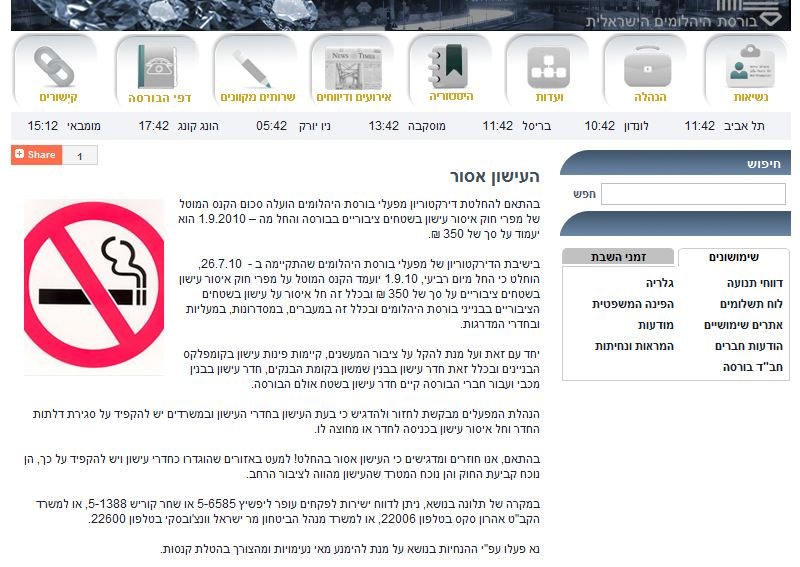 בורסת היהלומים הישראלית
נשיאות
הנהלה
ועדות
היסטוריה
אירועים ודיווחים
NEWS TIMES
שרותים מקוונים
דפי הבורסה
קישורים
תל אביב 11:42 לונדון 10:42 בריסל 11:42 מוסקבה 13:42 ניו יורק 05:42 הונג קונג 17:42 מומבאי 15:12
Share 1
חיפוש
חפש
שימושונים
זמני השבת
דווחי תנועה
גלריה
לוח תשלומים
הפינה המשפטית
אתרים שימושיים
מודעות
הודעות חברים
המראות ונחיתות
חב"ד בורסה
העישון אסור
בהתאם להחלטת דירקטוריון מפעלי בורסת היהלומים הועלה סכום הקנס המוטל
של מפרי חוק איסור עישון בשטחים ציבוריים בבורסה והחל מה – 1.9.2010 הוא
יעמוד על סך של 350 ₪.
בישיבת הדירקטוריון של מפעלי בורסת היהלומים שהתקיימה ב - 26.7.10,
הוחלט כי החל מיום רביעי, 1.9.10 יועמד הקנס המוטל על מפרי חוק איסור עישון
בשטחים ציבוריים על סך של 350 ₪ ובכלל זה חל איסור על עישון בשטחים
הציבוריים בבנייני בורסת היהלומים ובכלל זה במעברים, במסדרונות, במעליות
ובחדרי המדרגות.
יחד עם זאת ועל מנת להקל על ציבור המעשנים, קיימות פינות עישון בקומפלקס
הבניינים ובכלל זאת חדר עישון בבנין שמשון בקומת הבנקים, חדר עישון בבנין
מכבי ועבור חברי הבורסה קיים חדר עישון בשטח אולם הבורסה.
הנהלת המפעלים מבקשת לחזור ולהדגיש כי בעת העישון בחדרי העישון ובמשרדים יש להקפיד על סגירת דלתות
החדר וחל איסור עישון בכניסה לחדר או מחוצה לו.
בהתאם, אנו חוזרים ומדגישים כי העישון אסור בהחלט! למעט באזורים שהוגדרו כחדרי עישון ויש להקפיד על כך, הן
נוכח קביעת החוק והן נוכח המטרד שהעישון מהווה לציבור הרחב.
במקרה של תלונה בנושא, ניתן לדווח ישירות לפקחים עופר ליפשיץ 5-6585 או שחר קוריש 5-1388, או למשרד
הקב"ט אהרון סקס בטלפון 22006, או למשרד מנהל הביטחון מר ישראל וונצ'ובסקי בטלפון 22600.
נא פעלו עפ"י ההנחיות בנושא על מנת להימנע מאי נעימויות ומהצורך בהטלת קנסות.